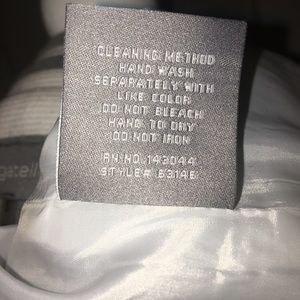 CLEANING METHOD
HAND WASH
SEPARATELY WITH
LIKE COLOR
DO NOT BLEACH
HANG TO DRY
DO NOT IRON
RN NO. 143044
STYLE# 63146